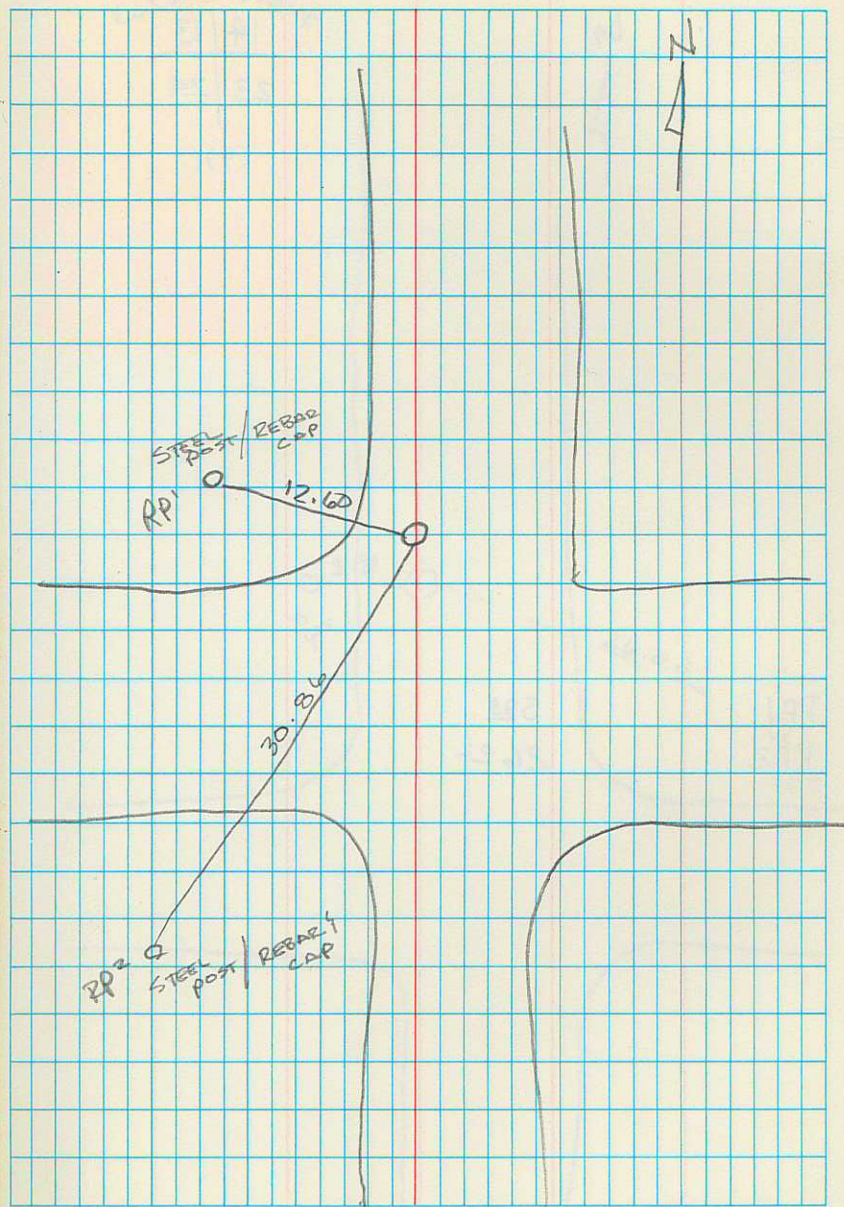 N
STEEL
POST / REBAR
CAP
RP1
12.60
30.86
RP2
STEEL
POST / REBAR &
CAP